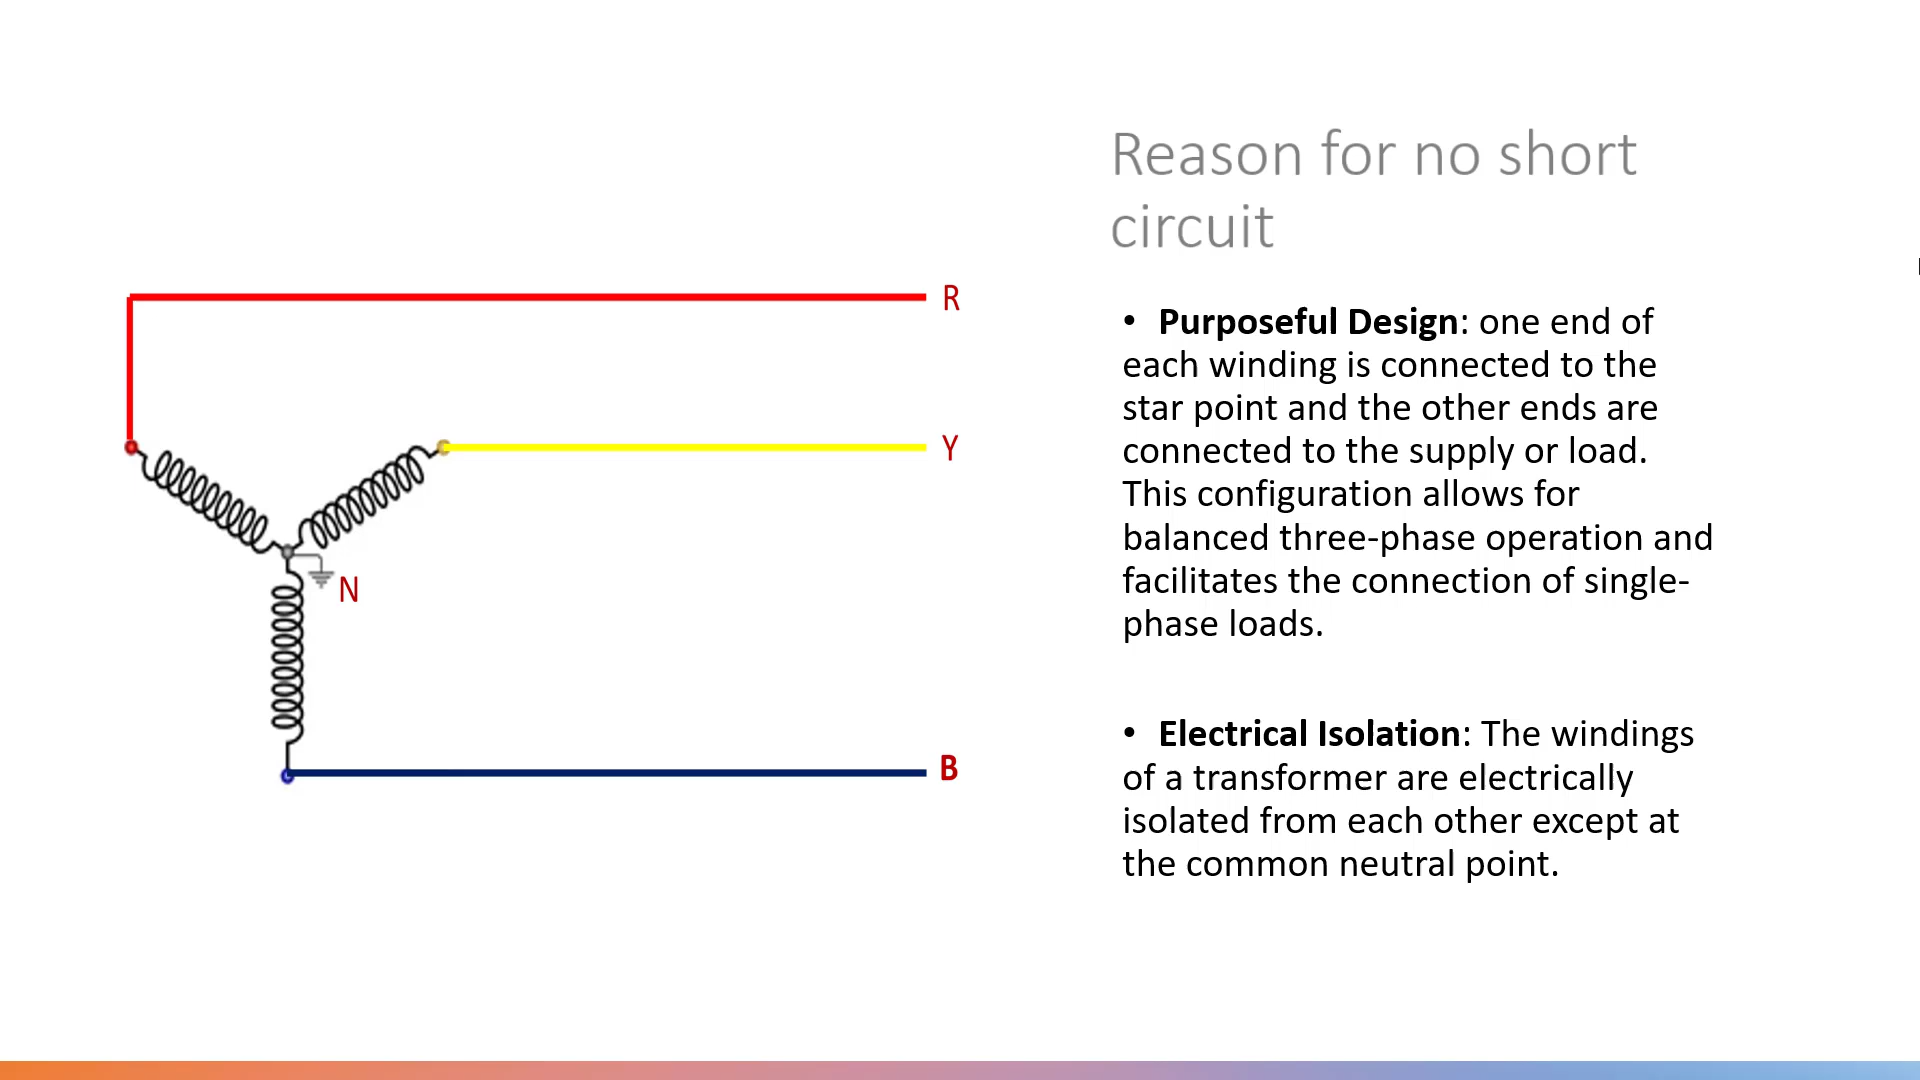 Reason for no short
circuit
R
Y
N
B
• Purposeful Design: one end of
each winding is connected to the
star point and the other ends are
connected to the supply or load.
This configuration allows for
balanced three-phase operation and
facilitates the connection of single-
phase loads.
• Electrical Isolation: The windings
of a transformer are electrically
isolated from each other except at
the common neutral point.